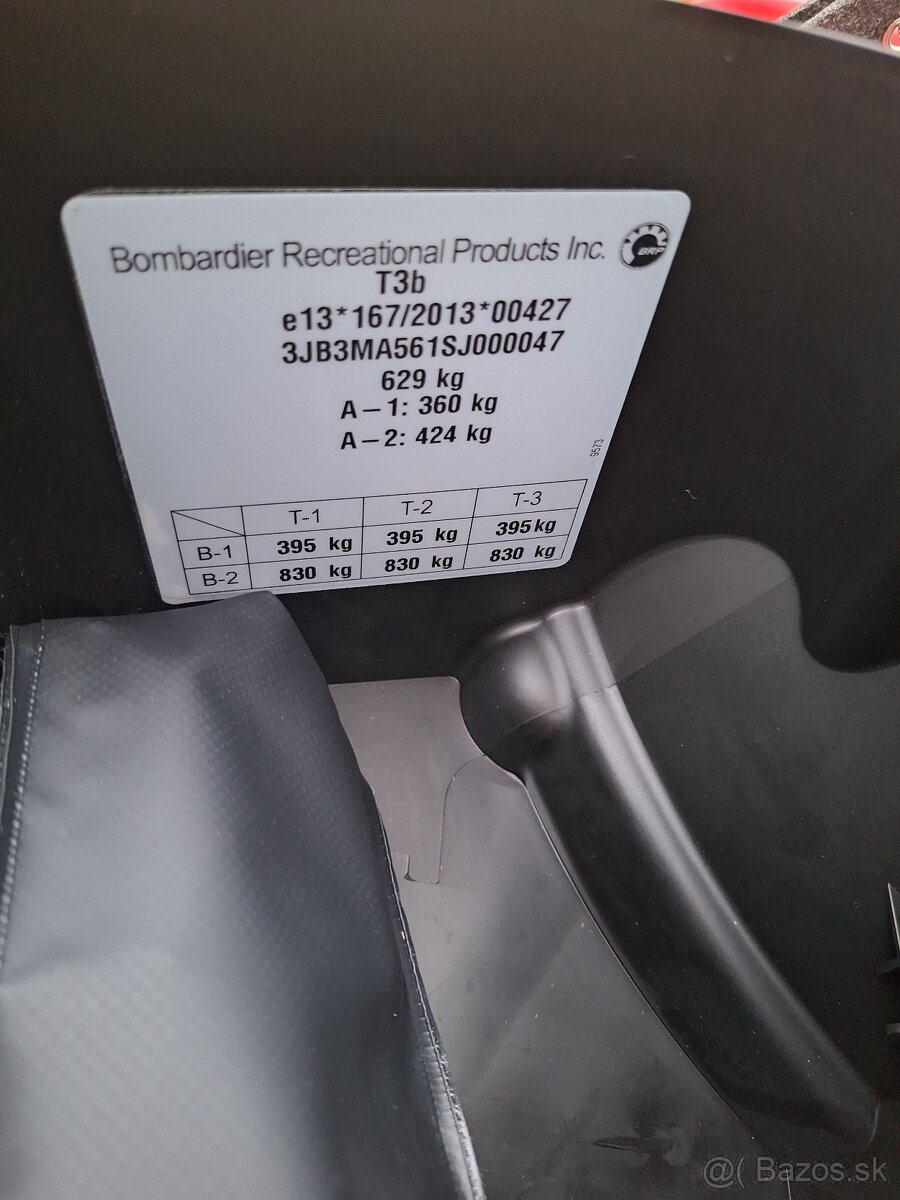 Bombardier Recreational Products Inc. BRP
T3b
e13*167/2013*00427
3JB3MA561SJ000047
629 kg
A–1: 360 kg
A–2: 424 kg
9573
T-1 T-2 T-3
B-1 395 kg 395 kg 395 kg
B-2 830 kg 830 kg 830 kg
@( Bazos.sk